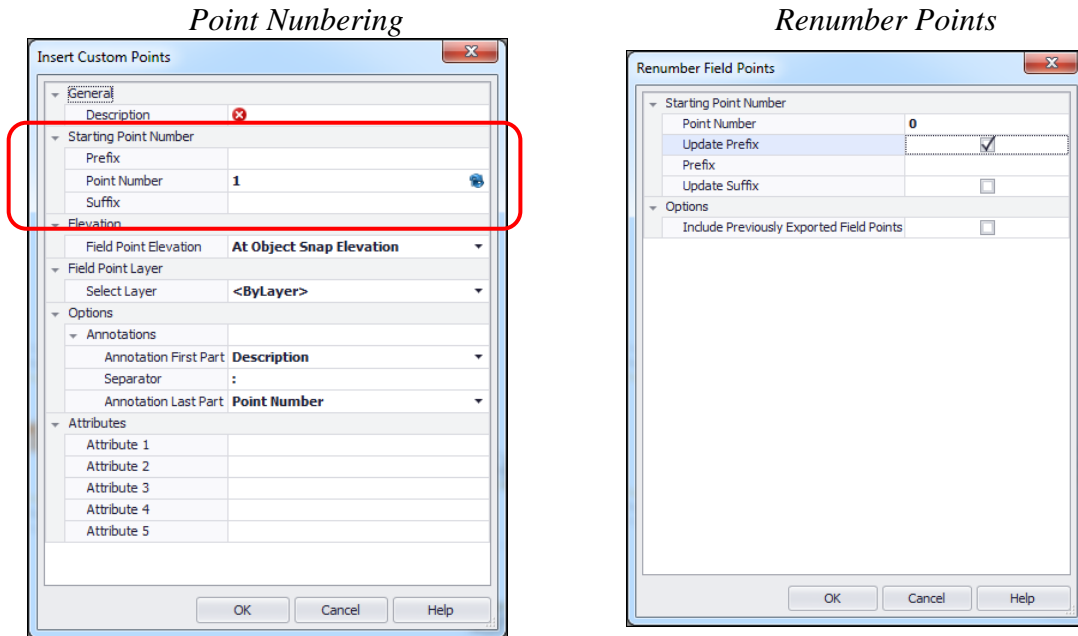 Point Nunbering
Insert Custom Points
General
Description
Starting Point Number
Prefix
Point Number 1
Suffix
Elevation
Field Point Elevation At Object Snap Elevation
Field Point Layer
Select Layer <ByLayer>
Options
Annotations
Annotation First Part Description
Separator :
Annotation Last Part Point Number
Attributes
Attribute 1
Attribute 2
Attribute 3
Attribute 4
Attribute 5
OK Cancel Help
Renumber Points
Renumber Field Points
Starting Point Number
Point Number 0
Update Prefix
Prefix
Update Suffix
Options
Include Previously Exported Field Points
OK Cancel Help